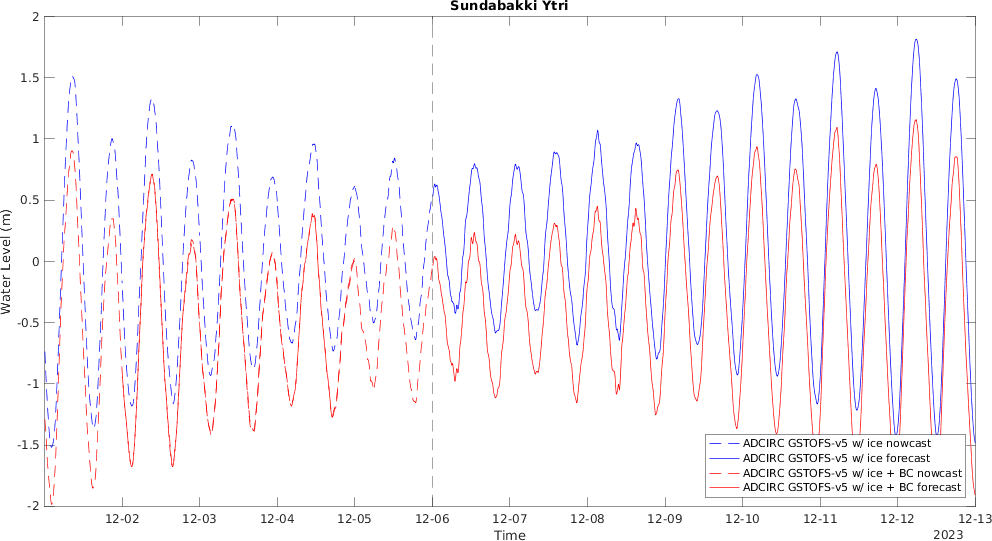 Sundabakki Ytri
2
1.5
1
0.5
0
-0.5
-1
-1.5
-2
Water Level (m)
ADCIRC GSTOFS-v5 w/ ice nowcast
ADCIRC GSTOFS-v5 w/ ice forecast
ADCIRC GSTOFS-v5 w/ ice + BC nowcast
ADCIRC GSTOFS-v5 w/ ice + BC forecast
12-02 12-03 12-04 12-05 12-06 12-07 12-08 12-09 12-10 12-11 12-12 12-13
Time
2023